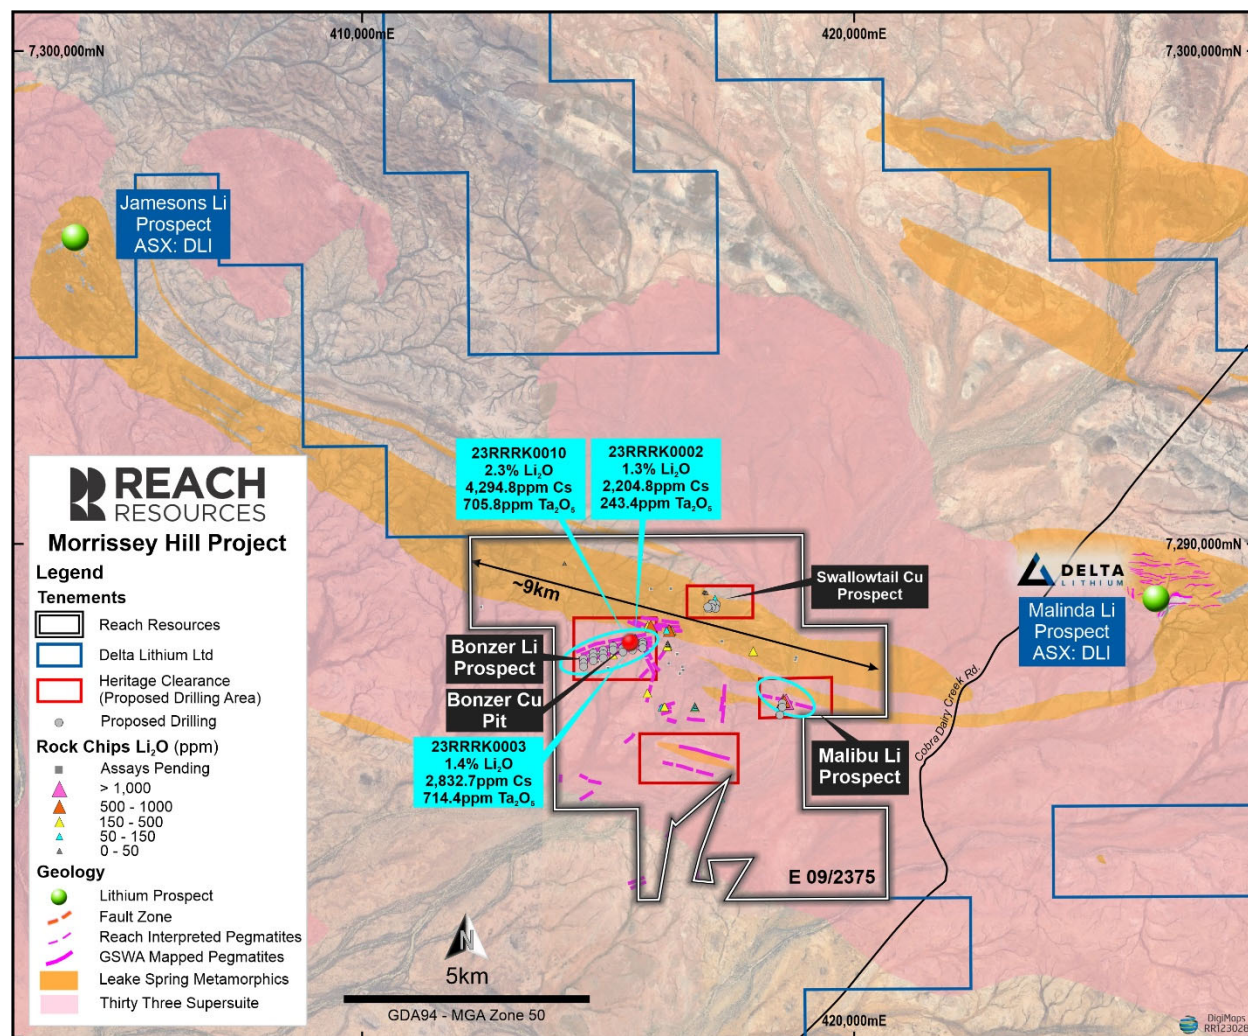 410,000mE
420,000mE
7,300,000mN
7,300,000mN
Jamesons Li
Prospect
ASX: DLI
23RRRK0010
2.3% Li₂O
4,294.8ppm Cs
705.8ppm Ta₂O₅
23RRRK0002
1.3% Li₂O
2,204.8ppm Cs
243.4ppm Ta₂O₅
7,290,000mN
~9km
Swallowtail Cu
Prospect
DELTA
LITHIUM
Malinda Li
Prospect
ASX: DLI
Bonzer Li
Prospect
Bonzer Cu
Pit
23RRRK0003
1.4% Li₂O
2,832.7ppm Cs
714.4ppm Ta₂O₅
Malibu Li
Prospect
Cobra Dairy Creek Rd.
E 09/2375
REACH
RESOURCES
Morrissey Hill Project
Legend
Tenements
Reach Resources
Delta Lithium Ltd
Heritage Clearance
(Proposed Drilling Area)
Proposed Drilling
Rock Chips Li₂O (ppm)
Assays Pending
> 1,000
500 - 1000
150 - 500
50 - 150
0 - 50
Geology
Lithium Prospect
Fault Zone
Reach Interpreted Pegmatites
GSWA Mapped Pegmatites
Leake Spring Metamorphics
Thirty Three Supersuite
N
5km
GDA94 - MGA Zone 50
420,000mE
DigiMaps
RR123028